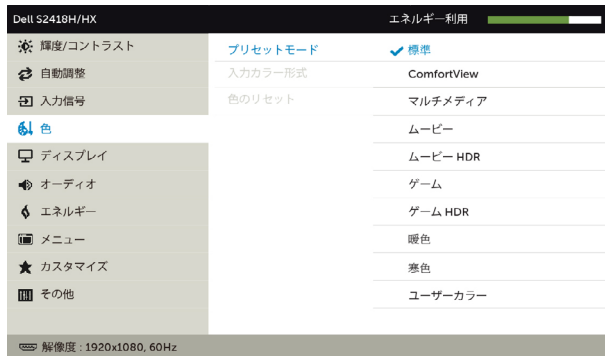 Dell S2418H/HX
エネルギー利用
輝度/コントラスト
自動調整
入力信号
色
ディスプレイ
オーディオ
エネルギー
メニュー
カスタマイズ
その他
プリセットモード
入力カラー形式
色のリセット
標準
ComfortView
マルチメディア
ムービー
ムービー HDR
ゲーム
ゲーム HDR
暖色
寒色
ユーザーカラー
解像度 : 1920x1080, 60Hz